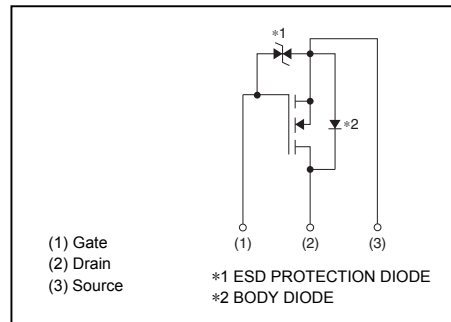 *1
*2
(1) (2) (3)
(1) Gate
(2) Drain
(3) Source
*1 ESD PROTECTION DIODE
*2 BODY DIODE